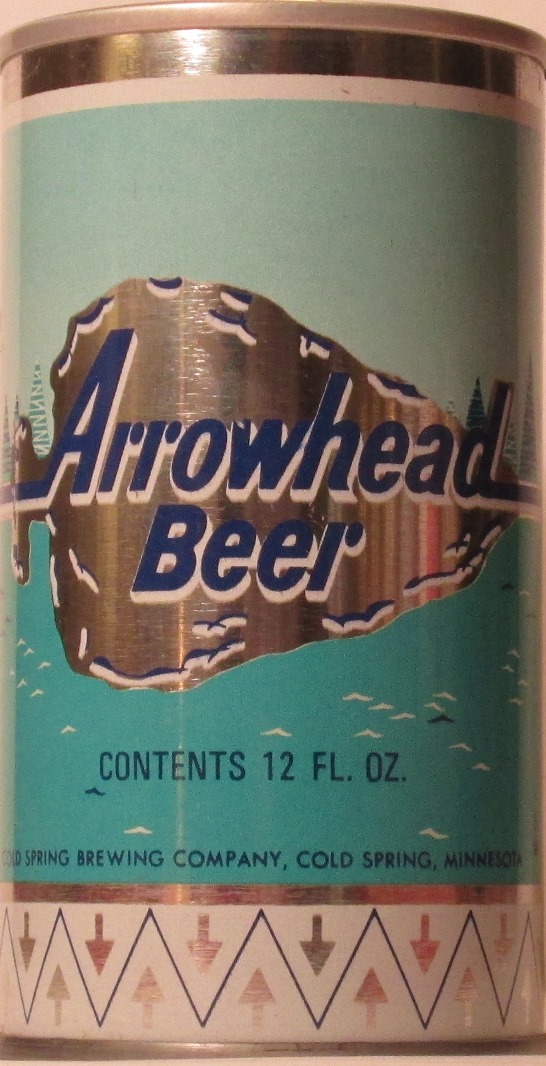 Arrowhead
Beer
CONTENTS 12 FL. OZ.
COLD SPRING BREWING COMPANY, COLD SPRING, MINNESOTA